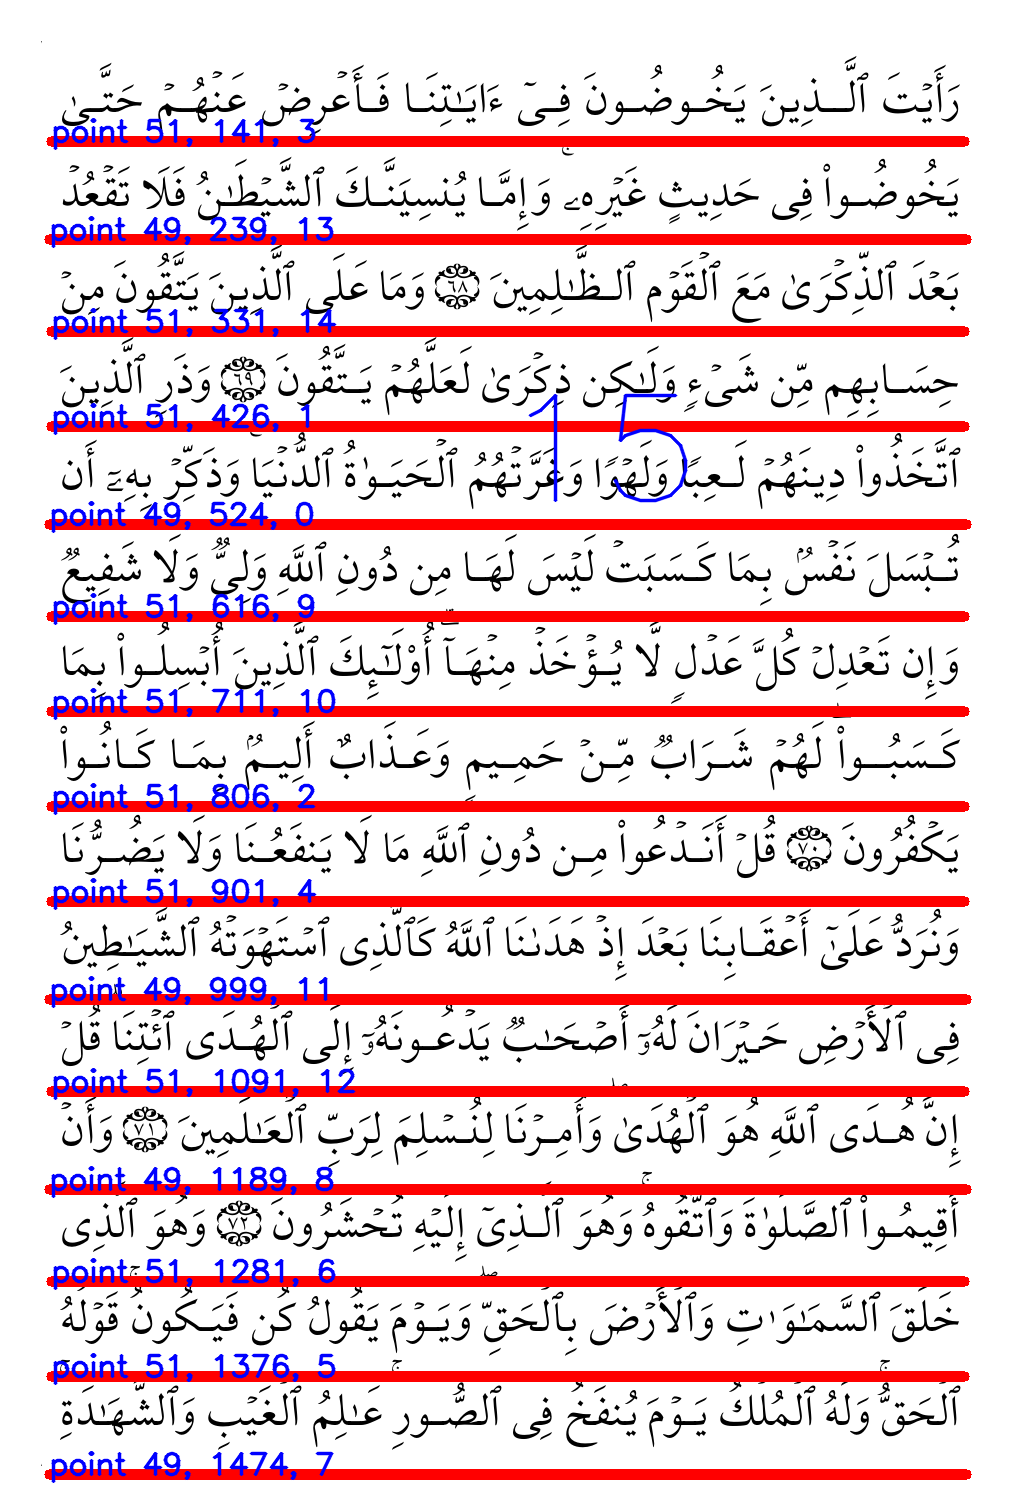 رَأَيۡتَ ٱلَّذِينَ يَخُوضُونَ فِيٓ ءَايَٰتِنَا فَأَعۡرِضۡ عَنۡهُمۡ حَتَّىٰ
point 51, 141, 3
يَخُوضُواْ فِي حَدِيثٍ غَيۡرِهِۦۚ وَإِمَّا يُنسِيَنَّكَ ٱلشَّيۡطَٰنُ فَلَا تَقۡعُدۡ
point 49, 239, 13
بَعۡدَ ٱلذِّكۡرَىٰ مَعَ ٱلۡقَوۡمِ ٱلظَّٰلِمِينَ ٦٨ وَمَا عَلَى ٱلَّذِينَ يَتَّقُونَ مِنۡ
point 51, 331, 14
حِسَابِهِم مِّن شَيۡءٖ وَلَٰكِن ذِكۡرَىٰ لَعَلَّهُمۡ يَتَّقُونَ ٦٩ وَذَرِ ٱلَّذِينَ
point 51, 426, 1
15
ٱتَّخَذُواْ دِينَهُمۡ لَعِبٗا وَلَهۡوٗا وَغَرَّتۡهُمُ ٱلۡحَيَوٰةُ ٱلدُّنۡيَاۚ وَذَكِّرۡ بِهِۦٓ أَن
point 49, 524, 0
تُبۡسَلَ نَفۡسُۢ بِمَا كَسَبَتۡ لَيۡسَ لَهَا مِن دُونِ ٱللَّهِ وَلِيّٞ وَلَا شَفِيعٞ
point 51, 616, 9
وَإِن تَعۡدِلۡ كُلَّ عَدۡلٖ لَّا يُؤۡخَذۡ مِنۡهَآۗ أُوْلَٰٓئِكَ ٱلَّذِينَ أُبۡسِلُواْ بِمَا
point 51, 711, 10
كَسَبُواْۖ لَهُمۡ شَرَابٞ مِّنۡ حَمِيمٖ وَعَذَابٌ أَلِيمُۢ بِمَا كَانُواْ
point 51, 806, 2
يَكۡفُرُونَ ٧٠ قُلۡ أَنَدۡعُواْ مِن دُونِ ٱللَّهِ مَا لَا يَنفَعُنَا وَلَا يَضُرُّنَا
point 51, 901, 4
وَنُرَدُّ عَلَىٰٓ أَعۡقَابِنَا بَعۡدَ إِذۡ هَدَىٰنَا ٱللَّهُ كَٱلَّذِي ٱسۡتَهۡوَتۡهُ ٱلشَّيَٰطِينُ
point 49, 999, 11
فِي ٱلۡأَرۡضِ حَيۡرَانَ لَهُۥٓ أَصۡحَٰبٞ يَدۡعُونَهُۥٓ إِلَى ٱلۡهُدَى ٱئۡتِنَاۗ قُلۡ
point 51, 1091, 12
إِنَّ هُدَى ٱللَّهِ هُوَ ٱلۡهُدَىٰۖ وَأُمِرۡنَا لِنُسۡلِمَ لِرَبِّ ٱلۡعَٰلَمِينَ ٧١ وَأَنۡ
point 49, 1189, 8
أَقِيمُواْ ٱلصَّلَوٰةَ وَٱتَّقُوهُۚ وَهُوَ ٱلَّذِيٓ إِلَيۡهِ تُحۡشَرُونَ ٧٢ وَهُوَ ٱلَّذِي
point 51, 1281, 6
خَلَقَ ٱلسَّمَٰوَٰتِ وَٱلۡأَرۡضَ بِٱلۡحَقِّۖ وَيَوۡمَ يَقُولُ كُن فَيَكُونُۚ قَوۡلُهُ
point 51, 1376, 5
ٱلۡحَقُّۚ وَلَهُ ٱلۡمُلۡكُ يَوۡمَ يُنفَخُ فِي ٱلصُّورِۚ عَٰلِمُ ٱلۡغَيۡبِ وَٱلشَّهَٰدَةِۚ
point 49, 1474, 7